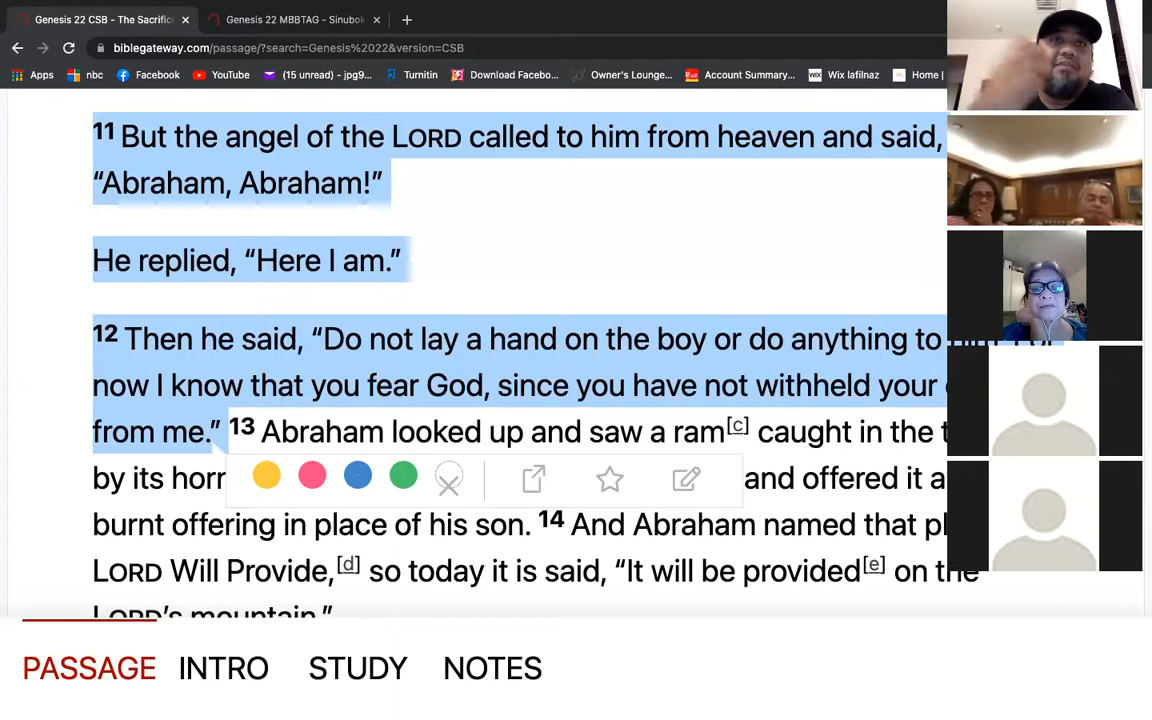 Genesis 22 CSB - The Sacrific
Genesis 22 MBBTAG - Sinubok
biblegateway.com/passage/?search=Genesis%2022&version=CSB
Apps nbc Facebook YouTube (15 unread) - jpg9... Turnitin Download Facebo... Owner's Lounge... Account Summary... WIX Wix lafilnaz Home |
11 But the angel of the LORD called to him from heaven and said,
“Abraham, Abraham!”
He replied, “Here I am.”
12 Then he said, “Do not lay a hand on the boy or do anything to
now I know that you fear God, since you have not withheld your
from me.” 13 Abraham looked up and saw a ram[c] caught in the
by its horn and offered it a
burnt offering in place of his son. 14 And Abraham named that pl
LORD Will Provide,[d] so today it is said, “It will be provided[e] on the
LORD’s mountain.”
PASSAGE INTRO STUDY NOTES